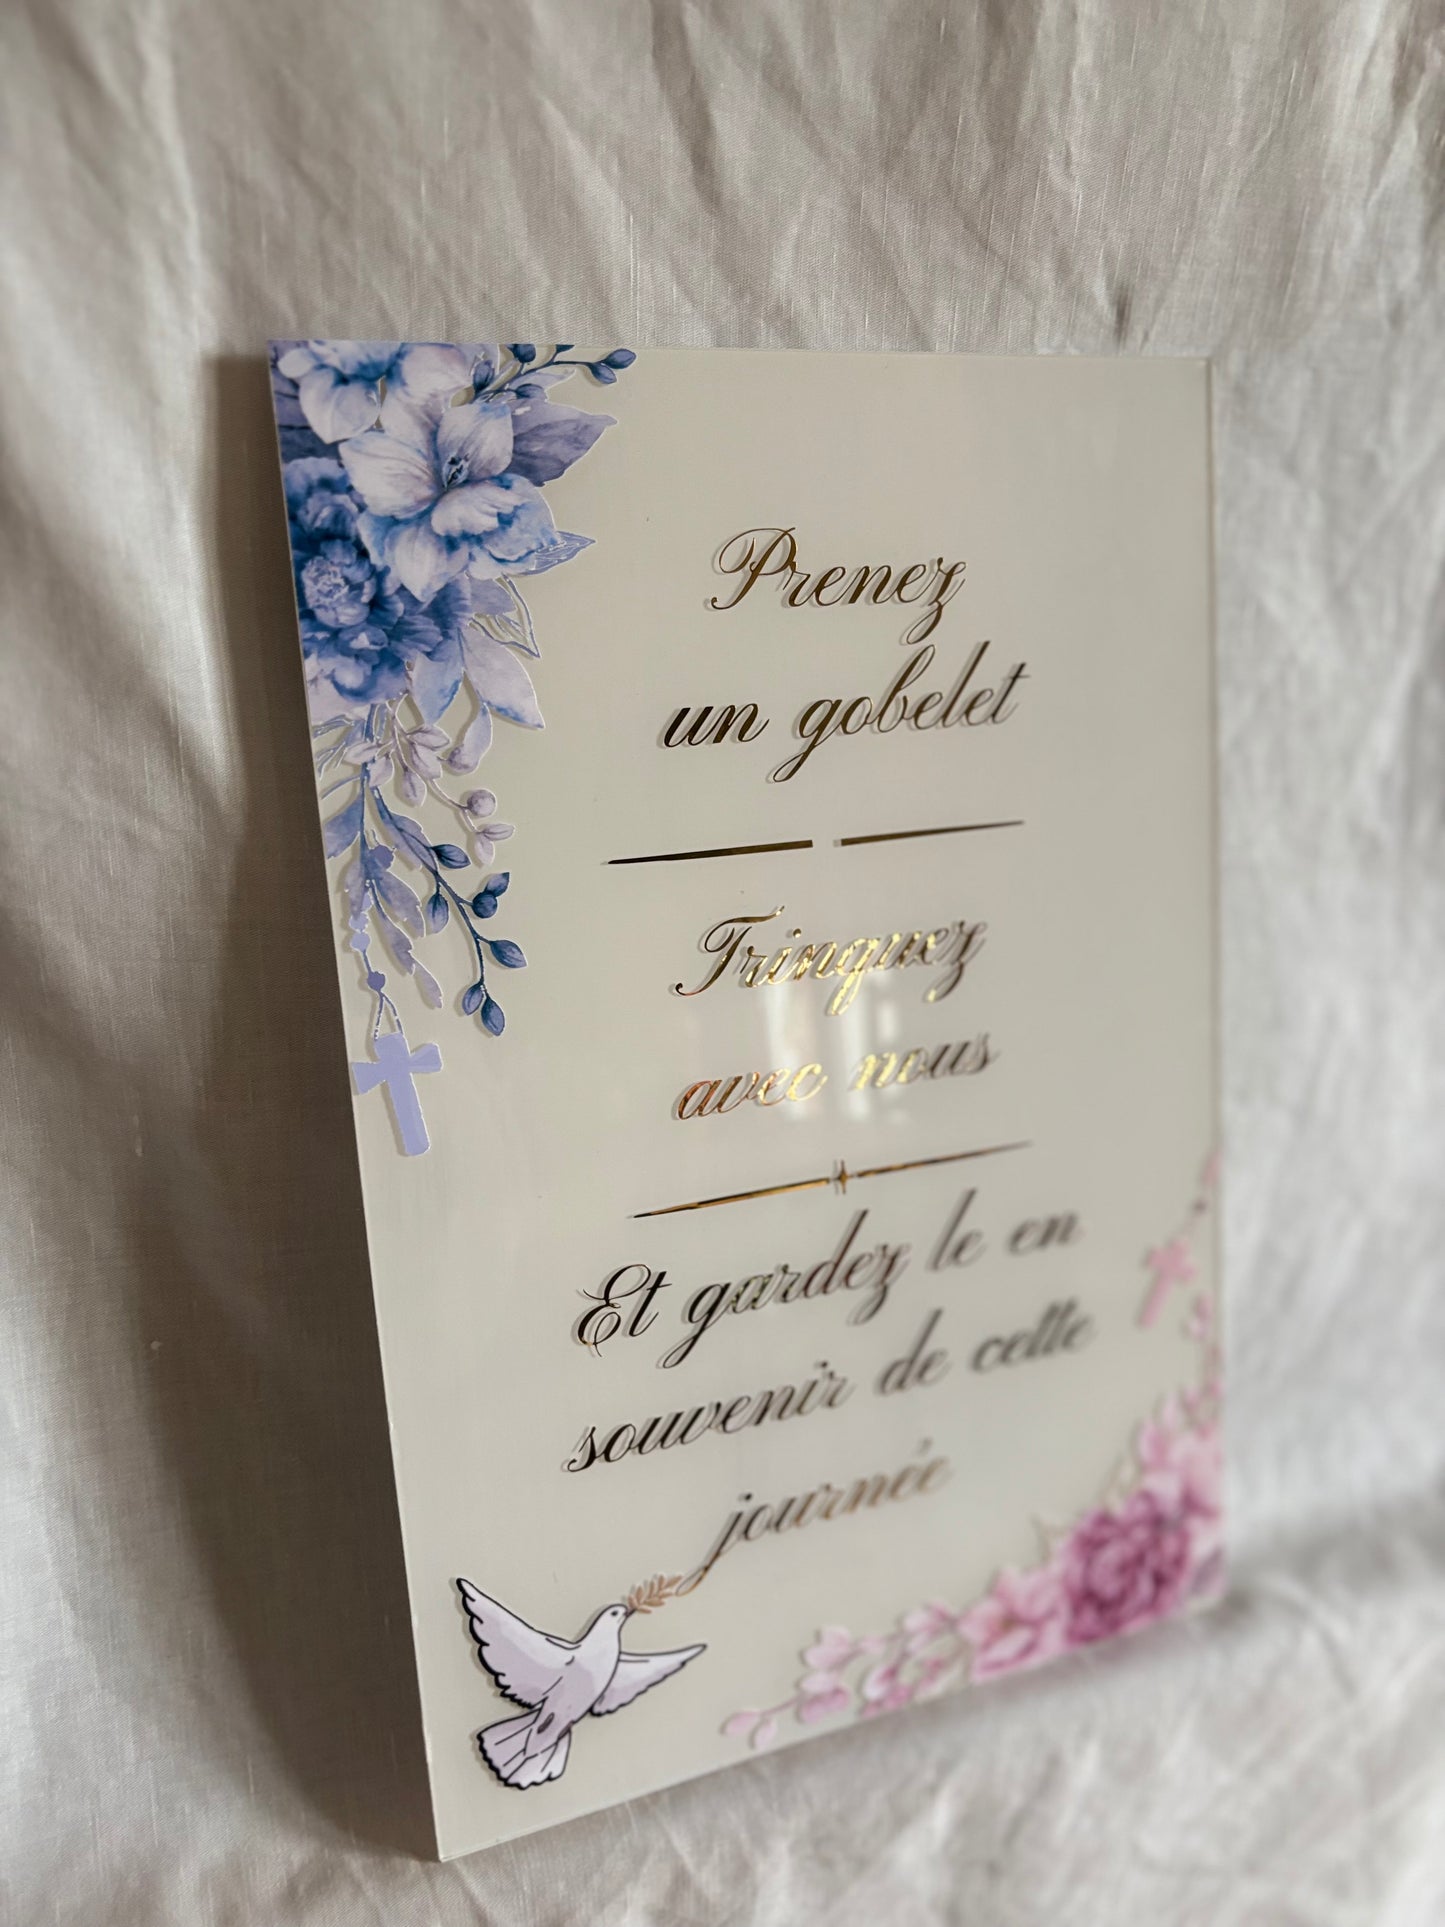 Prenez
un gobelet
Trinquez
avec nous
Et gardez le en
souvenir de cette
journée